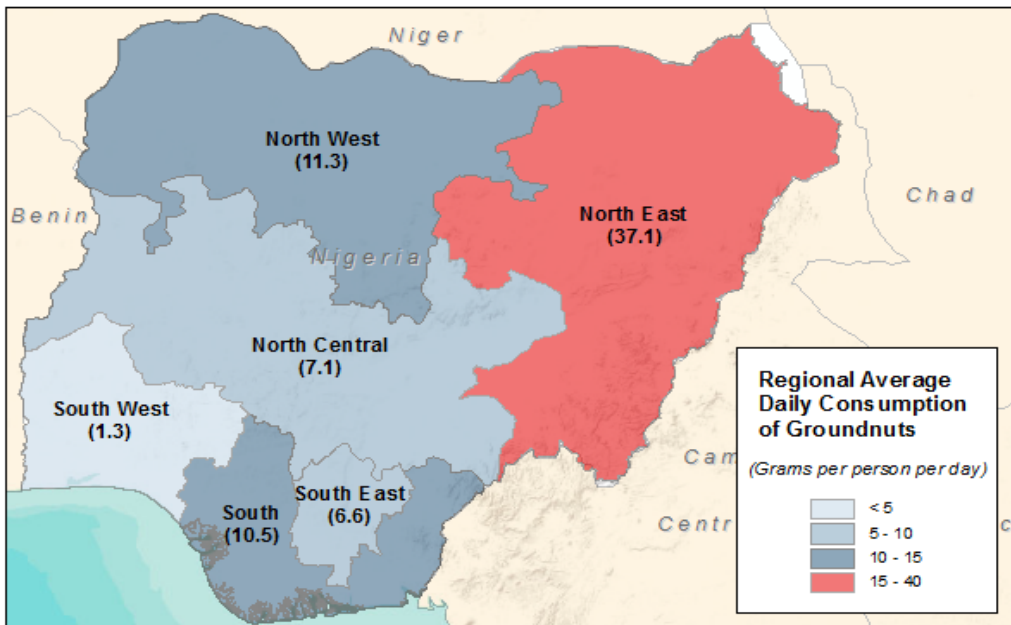 Niger
North West
(11.3)
Benin
Chad
North East
(37.1)
Nigeria
North Central
(7.1)
South West
(1.3)
South East
(6.6)
South
(10.5)
Cam
Centr
c
Regional Average
Daily Consumption
of Groundnuts
(Grams per person per day)
< 5
5 - 10
10 - 15
15 - 40